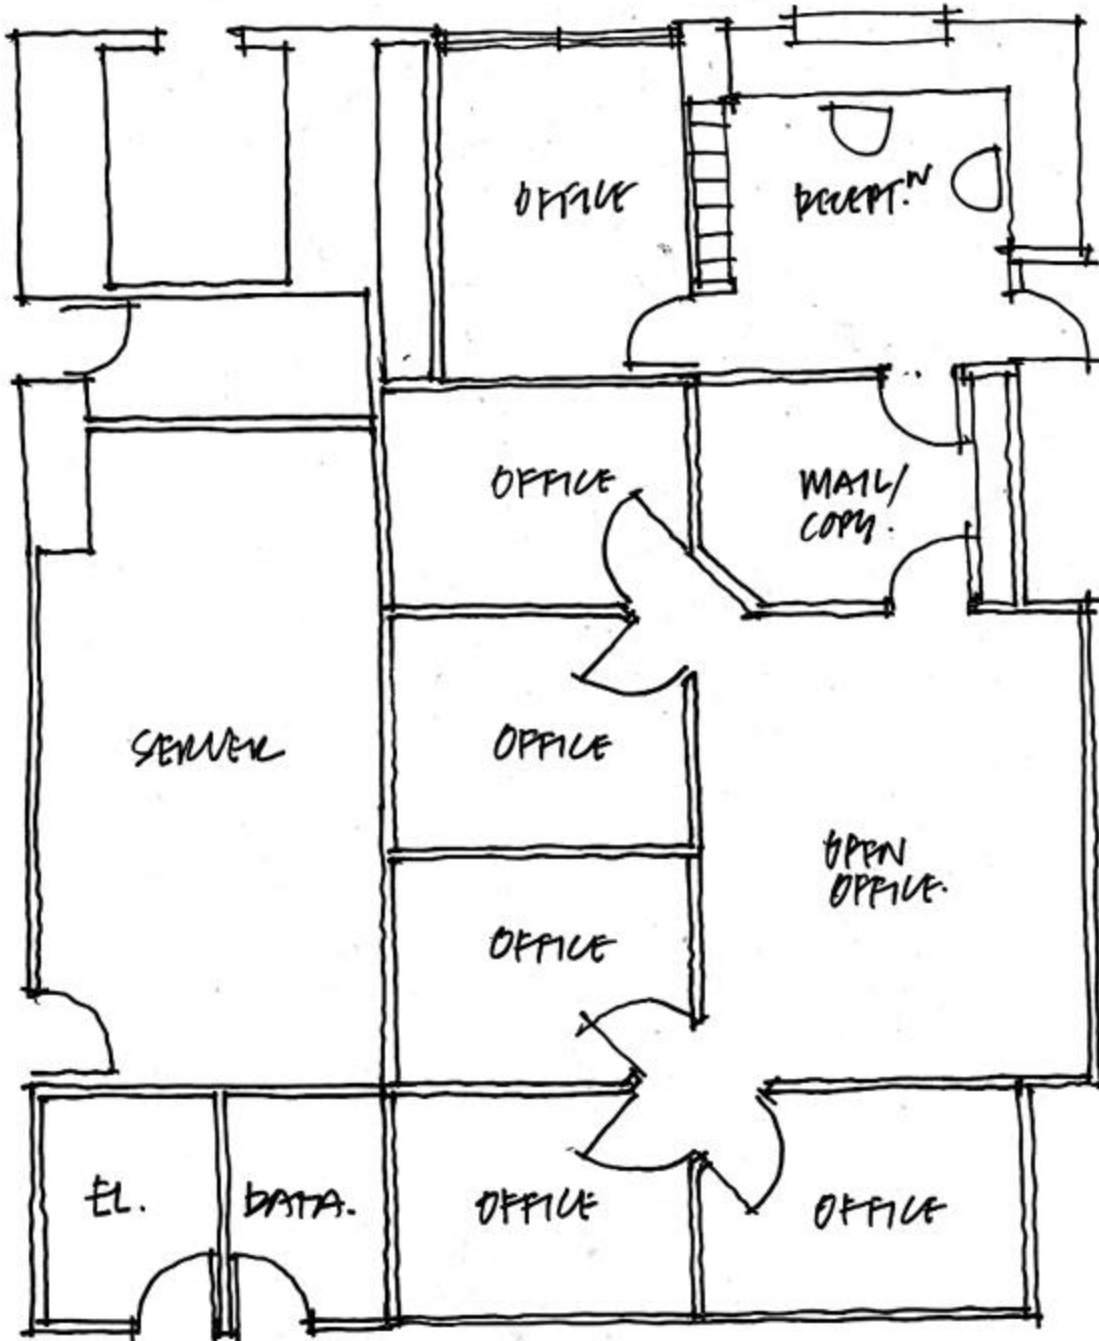 OFFICE
RECEPT.N
OFFICE
MAIL/
COPY.
SERVER
OFFICE
OPEN
OFFICE.
OFFICE
EL.
DATA.
OFFICE
OFFICE